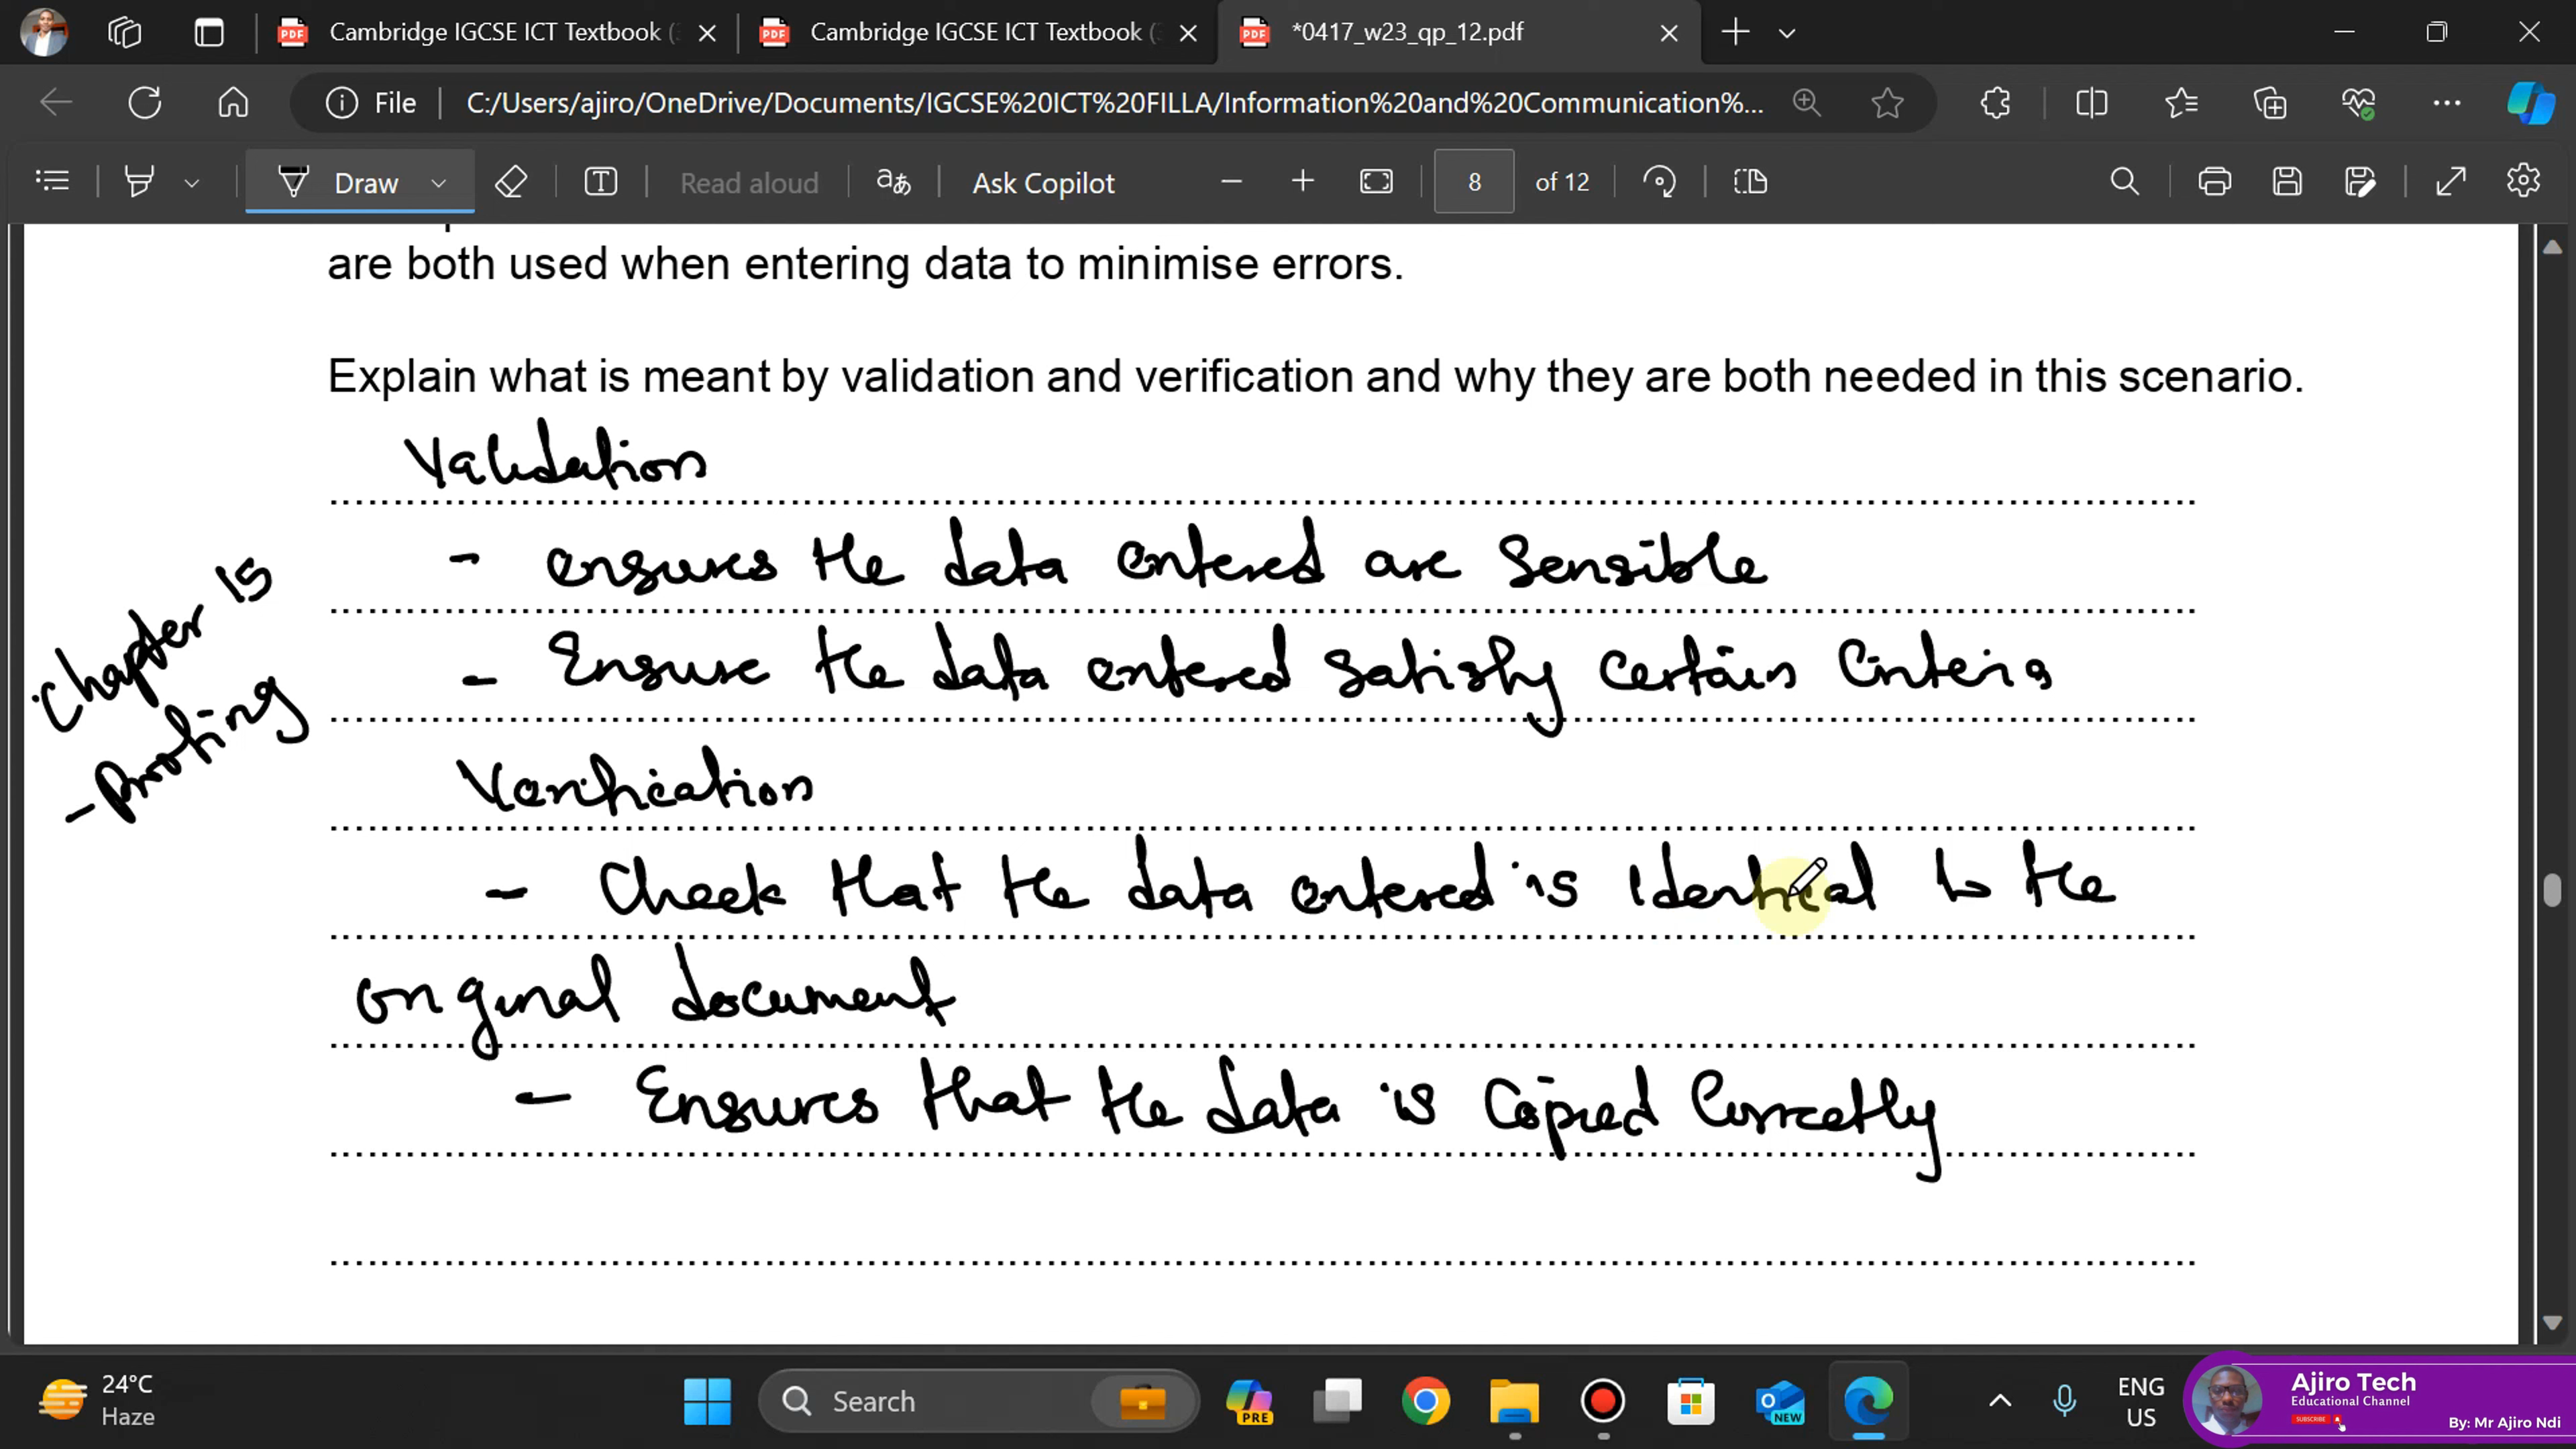 Cambridge IGCSE ICT Textbook (
Cambridge IGCSE ICT Textbook (
*0417_w23_qp_12.pdf
File
C:/Users/ajiro/OneDrive/Documents/IGCSE%20ICT%20FILLA/Information%20and%20Communication%...
Draw
Read aloud
aあ
Ask Copilot
8
of 12
are both used when entering data to minimise errors.
Explain what is meant by validation and verification and why they are both needed in this scenario.
Validation
- ensures the data entered are sensible
- Ensure the data entered satisfy certain Criteria
Chapter 15
- Proofing
Verification
- Check that the data entered is identical to the
original document
- Ensures that the data is copied correctly
24°C
Haze
Search
PRE
NEW
ENG
US
Ajiro Tech
Educational Channel
SUBSCRIBE
By: Mr Ajiro Ndi